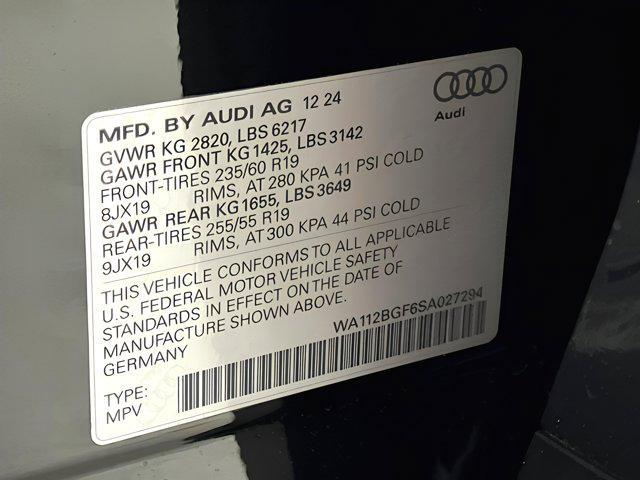 Audi
MFD. BY AUDI AG 12 24
GVWR KG 2820, LBS 6217
GAWR FRONT KG 1425, LBS 3142
FRONT-TIRES 235/60 R19
8JX19 RIMS, AT 280 KPA 41 PSI COLD
GAWR REAR KG 1655, LBS 3649
REAR-TIRES 255/55 R19
9JX19 RIMS, AT 300 KPA 44 PSI COLD
THIS VEHICLE CONFORMS TO ALL APPLICABLE
U.S. FEDERAL MOTOR VEHICLE SAFETY
STANDARDS IN EFFECT ON THE DATE OF
MANUFACTURE SHOWN ABOVE.
GERMANY
WA112BGF6SA027294
TYPE:
MPV